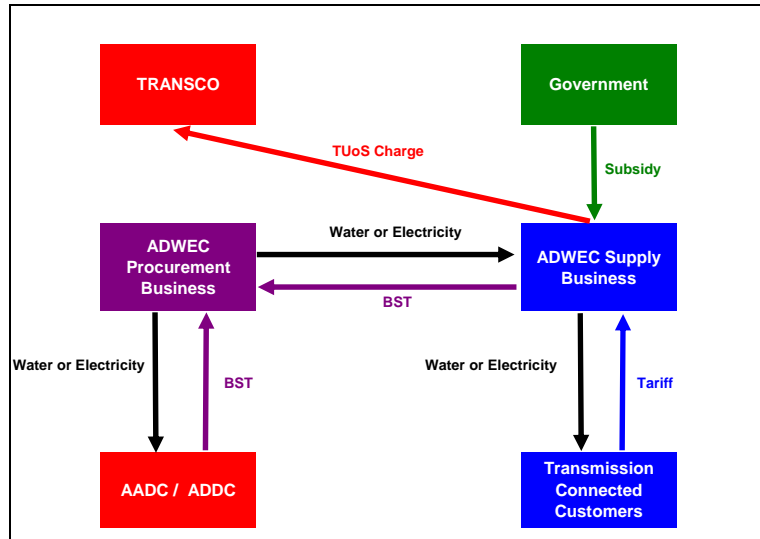 TRANSCO
Government
TUoS Charge
Subsidy
Water or Electricity
ADWEC
Procurement
Business
ADWEC Supply
Business
BST
Water or Electricity
BST
Water or Electricity
Tariff
AADC / ADDC
Transmission
Connected
Customers